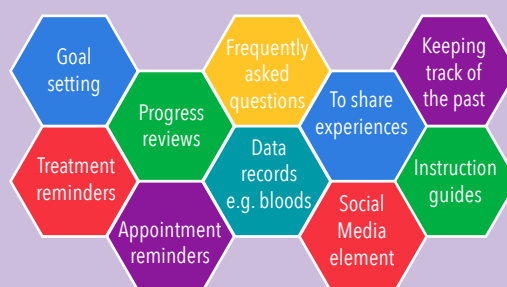 Goal
setting
Frequently
asked
questions
Keeping
track of
the past
Progress
reviews
To share
experiences
Treatment
reminders
Data
records
e.g. bloods
Instruction
guides
Appointment
reminders
Social
Media
element